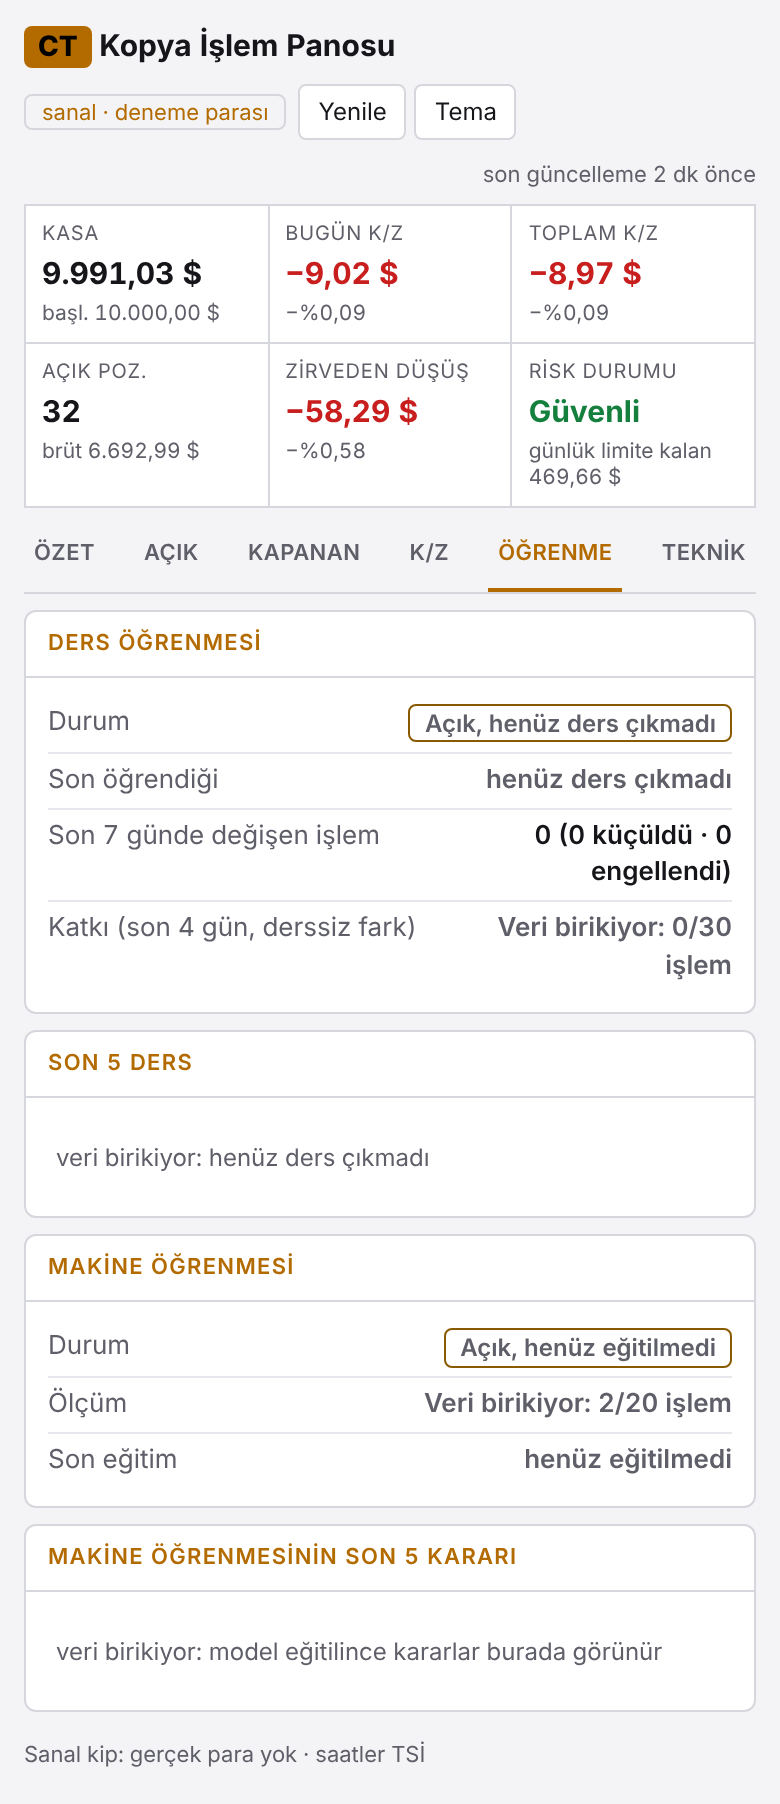 CT Kopya İşlem Panosu
sanal · deneme parası Yenile Tema
son güncelleme 2 dk önce
KASA
9.991,03 $
başl. 10.000,00 $
BUGÜN K/Z
−9,02 $
−%0,09
TOPLAM K/Z
−8,97 $
−%0,09
AÇIK POZ.
32
brüt 6.692,99 $
ZİRVEDEN DÜŞÜŞ
−58,29 $
−%0,58
RİSK DURUMU
Güvenli
günlük limite kalan
469,66 $
ÖZET AÇIK KAPANAN K/Z ÖĞRENME TEKNİK
DERS ÖĞRENMESİ
Durum Açık, henüz ders çıkmadı
Son öğrendiği henüz ders çıkmadı
Son 7 günde değişen işlem 0 (0 küçüldü · 0
engellendi)
Katkı (son 4 gün, derssiz fark) Veri birikiyor: 0/30
işlem
SON 5 DERS
veri birikiyor: henüz ders çıkmadı
MAKİNE ÖĞRENMESİ
Durum Açık, henüz eğitilmedi
Ölçüm Veri birikiyor: 2/20 işlem
Son eğitim henüz eğitilmedi
MAKİNE ÖĞRENMESİNİN SON 5 KARARI
veri birikiyor: model eğitilince kararlar burada görünür
Sanal kip: gerçek para yok · saatler TSİ